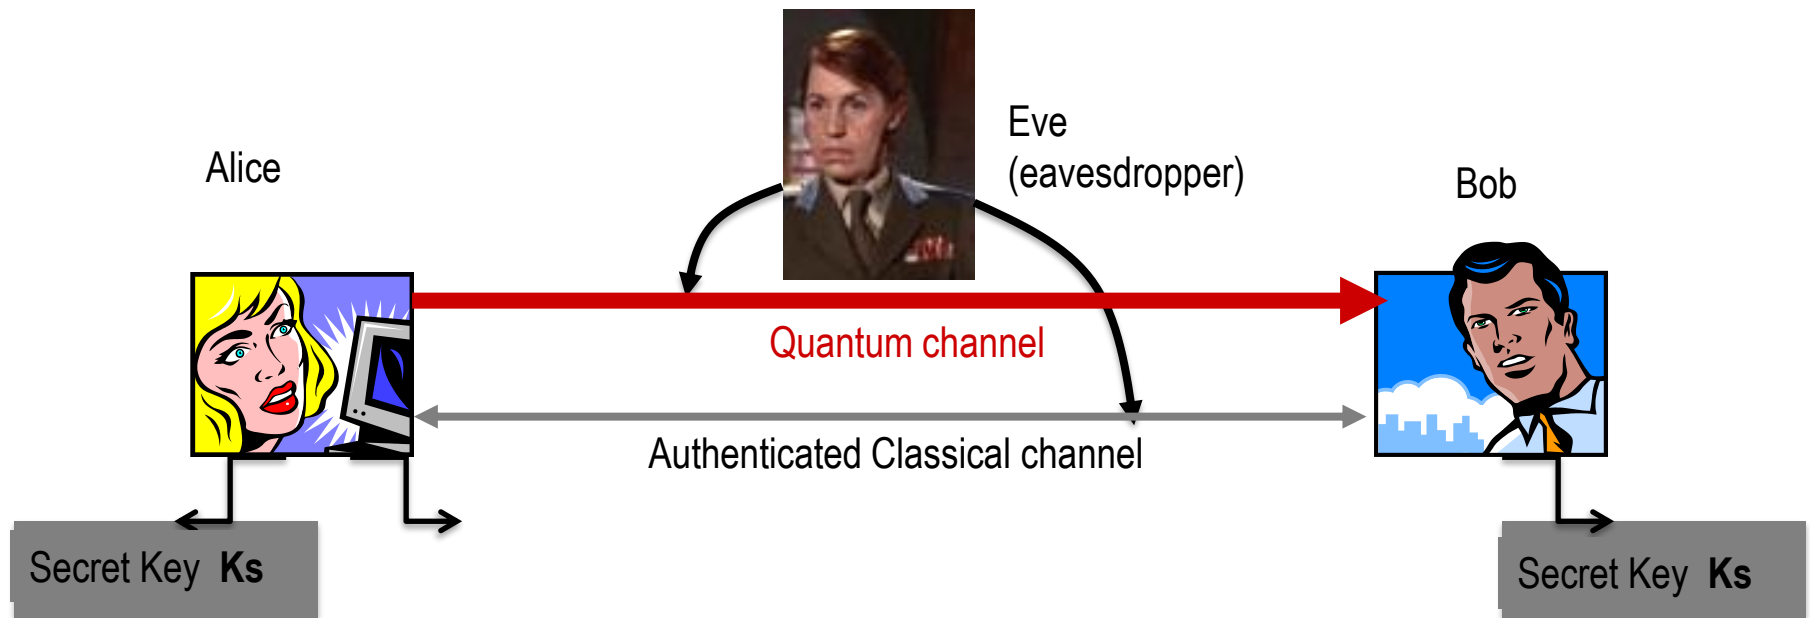 Eve
(eavesdropper)
Alice
Bob
Quantum channel
Authenticated Classical channel
Secret Key Ks
Secret Key Ks